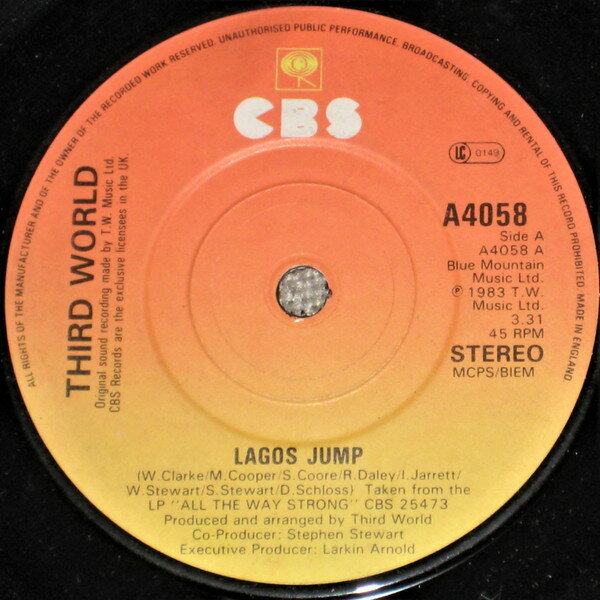 ALL RIGHTS OF THE MANUFACTURER AND OF THE OWNER OF THE RECORDED WORK RESERVED. UNAUTHORISED PUBLIC PERFORMANCE, BROADCASTING, COPYING AND RENTAL OF THIS RECORD PROHIBITED. MADE IN ENGLAND.
CBS
LC 0149
THIRD WORLD
Original sound recording made by T.W. Music Ltd.
CBS Records are the exclusive licensees in the UK.
A4058
Side A
A4058 A
Blue Mountain
Music Ltd.
℗ 1983 T.W.
Music Ltd.
3.31
45 RPM
STEREO
MCPS/BIEM
LAGOS JUMP
(W. Clarke/M. Cooper/S. Coore/R. Daley/I. Jarrett/
W. Stewart/S. Stewart/D. Schloss) Taken from the
LP "ALL THE WAY STRONG" CBS 25473
Produced and arranged by Third World
Co-Producer: Stephen Stewart
Executive Producer: Larkin Arnold